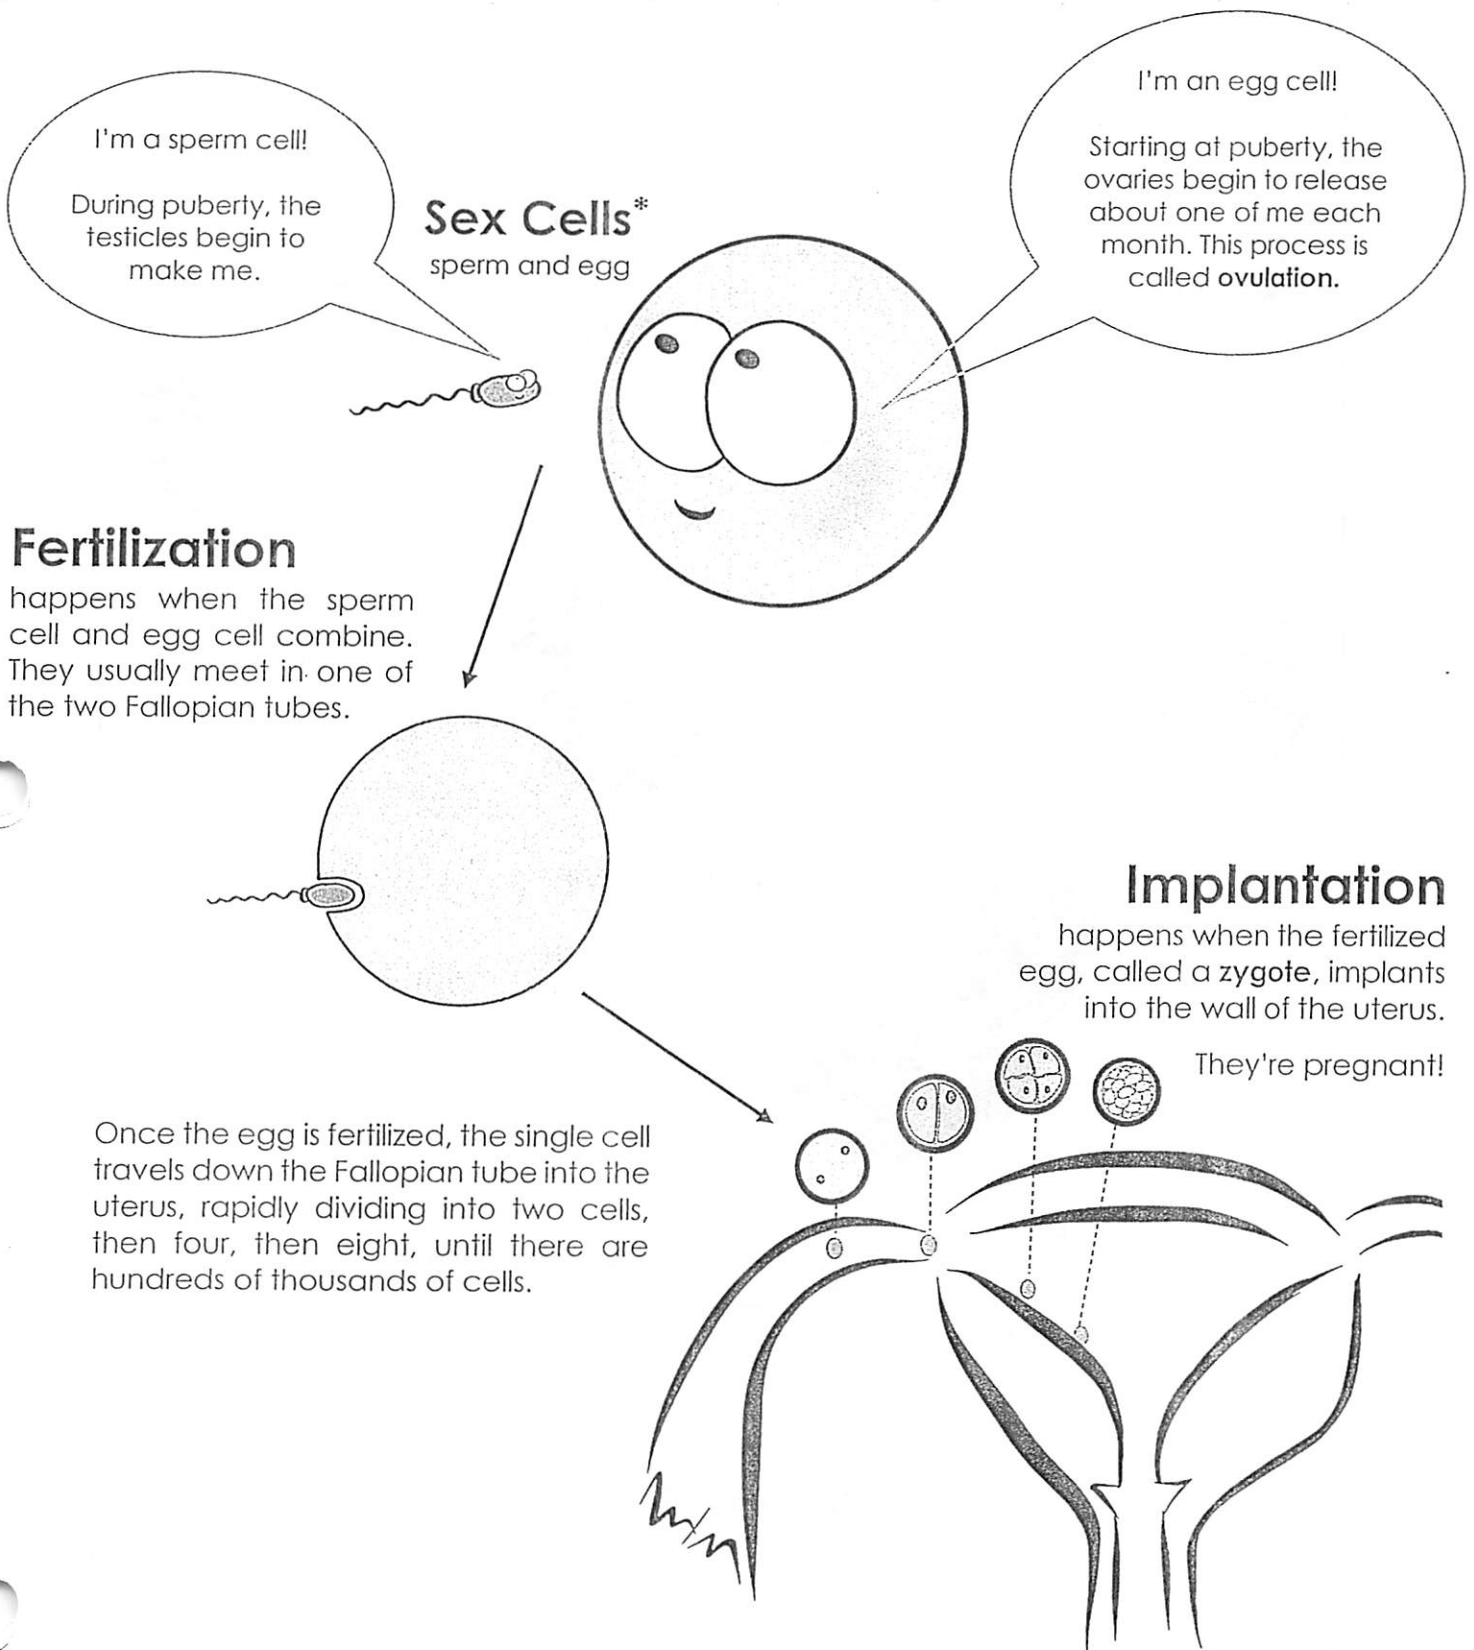 I'm a sperm cell!
During puberty, the
testicles begin to
make me.
Sex Cells*
sperm and egg
I'm an egg cell!
Starting at puberty, the
ovaries begin to release
about one of me each
month. This process is
called ovulation.
Fertilization
happens when the sperm
cell and egg cell combine.
They usually meet in one of
the two Fallopian tubes.
Implantation
happens when the fertilized
egg, called a zygote, implants
into the wall of the uterus.
They're pregnant!
Once the egg is fertilized, the single cell
travels down the Fallopian tube into the
uterus, rapidly dividing into two cells,
then four, then eight, until there are
hundreds of thousands of cells.